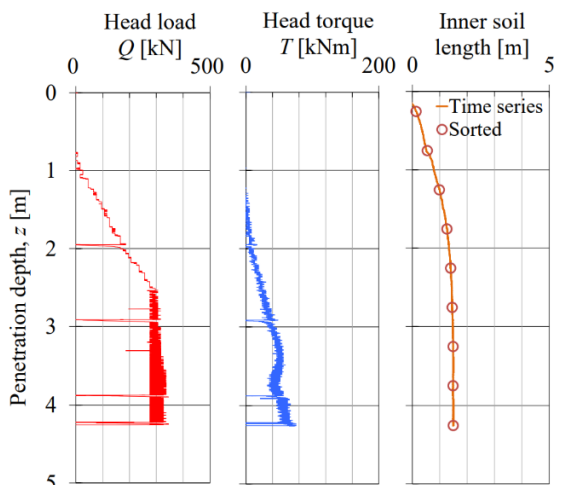 Head load
Q [kN]
0 500
Head torque
T [kNm]
0 200
Inner soil
length [m]
0 5
Penetration depth, z [m]
0
1
2
3
4
5
Time series
Sorted